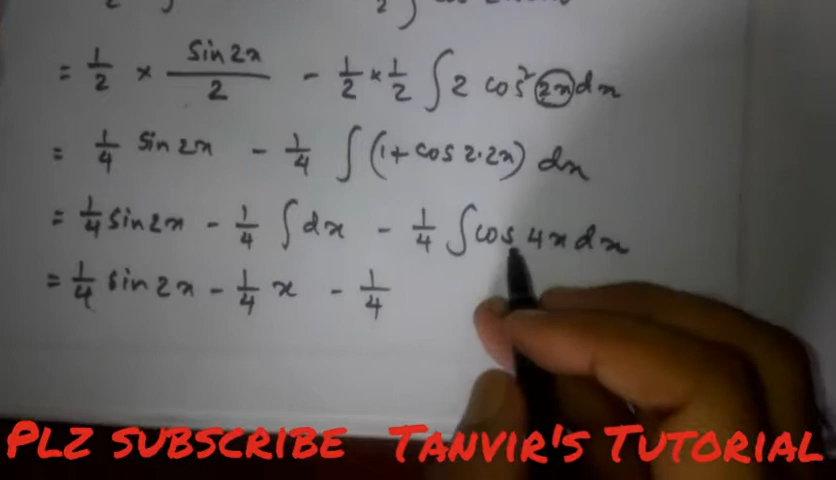 = 1/2 × sin2x/2 - 1/2 × 1/2 ∫ 2 cos² 2x dx
= 1/4 sin 2x - 1/4 ∫ (1 + cos 2·2x) dx
= 1/4 sin2x - 1/4 ∫ dx - 1/4 ∫ cos 4x dx
= 1/4 sin 2x - 1/4 x - 1/4
PLZ SUBSCRIBE TANVIR'S TUTORIAL